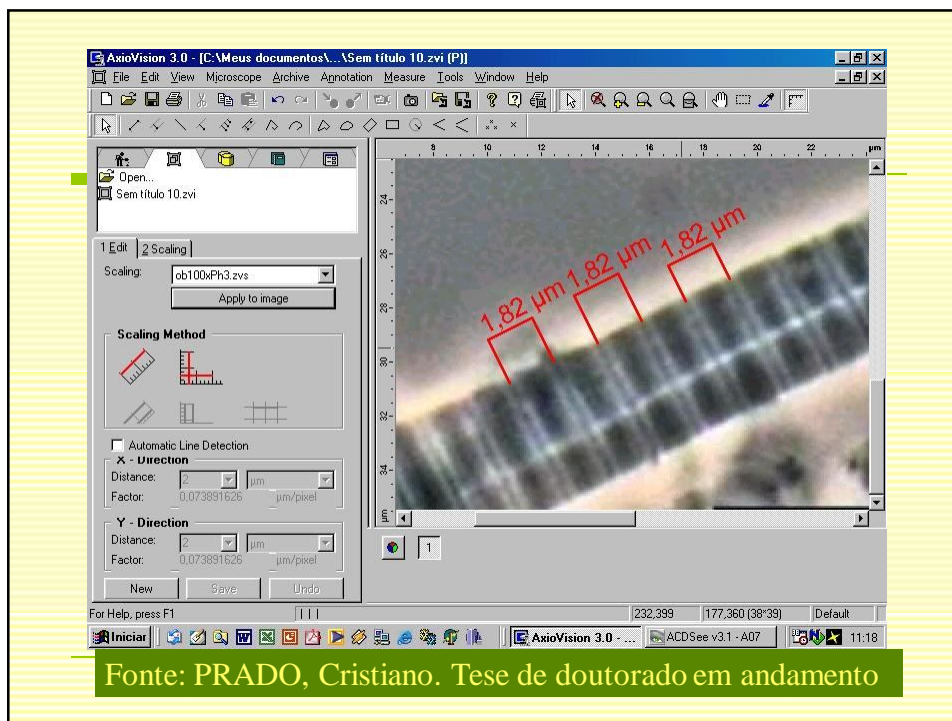 AxioVision 3.0 - [C:\Meus documentos\...\Sem título 10.zvi (P)]
File Edit View Microscope Archive Annotation Measure Tools Window Help
Open...
Sem título 10.zvi
1 Edit 2 Scaling
Scaling: ob100xPh3.zvs
Apply to image
Scaling Method
Automatic Line Detection
X - Direction
Distance: 2 µm
Factor: 0,073891626 µm/pixel
Y - Direction
Distance: 2 µm
Factor: 0,073891626 µm/pixel
New Save Undo
8 10 12 14 16 18 20 22 µm
24
26
28
30
32
34
µm
1,82 µm
1,82 µm
1,82 µm
1
For Help, press F1 232,399 177,360 (38*39) Default
Iniciar AxioVision 3.0 - ... ACDSee v3.1 - A07 11:18
Fonte: PRADO, Cristiano. Tese de doutorado em andamento